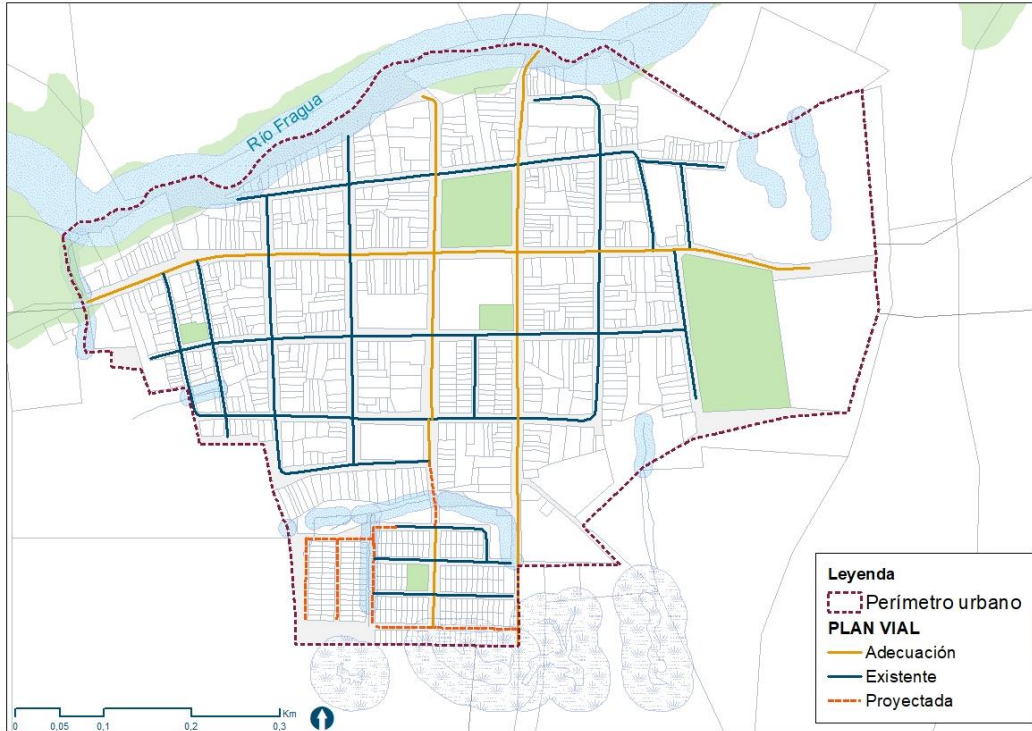 Río Fragua
Leyenda
Perímetro urbano
PLAN VIAL
Adecuación
Existente
Proyectada
Km
0 0,05 0,1 0,2 0,3